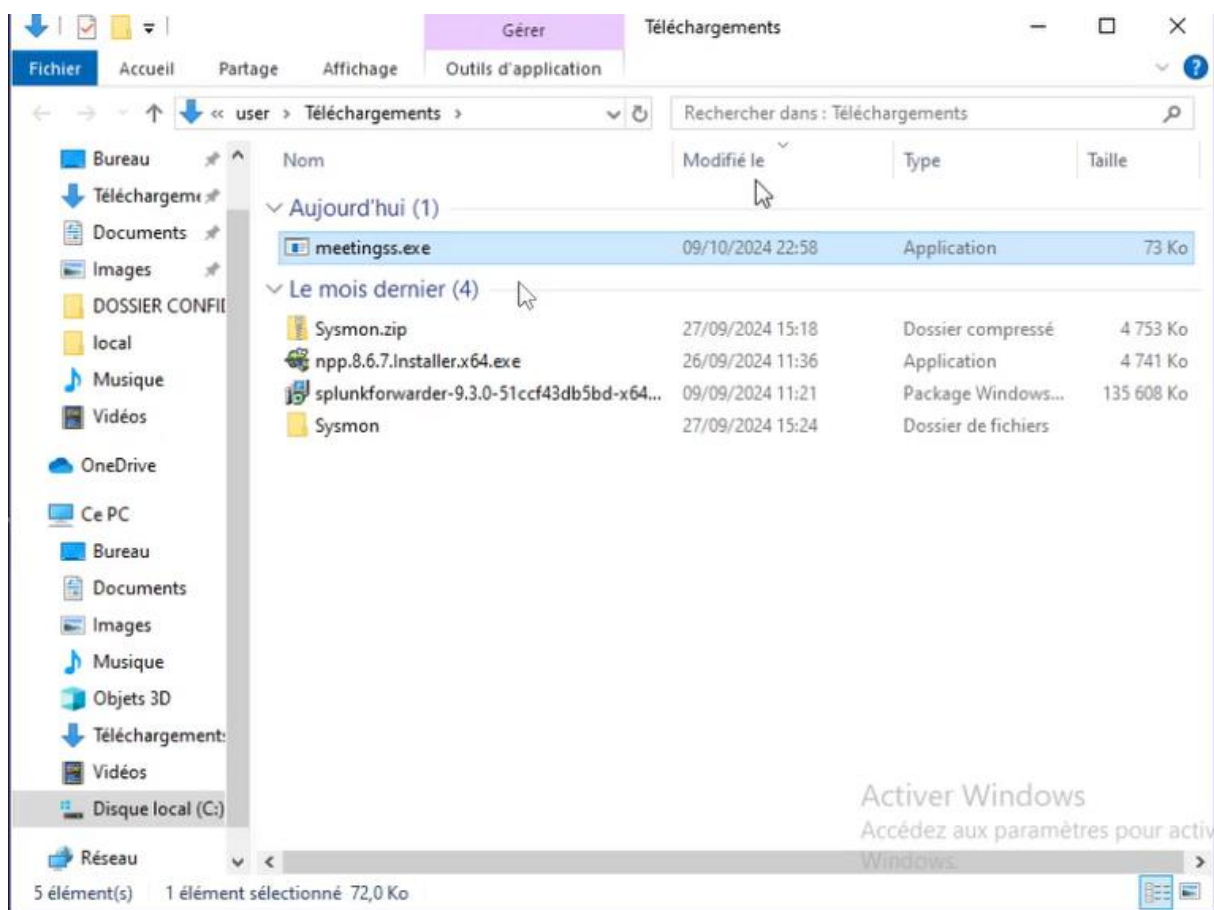 Gérer Téléchargements
Fichier Accueil Partage Affichage Outils d'application
« user > Téléchargements > Rechercher dans : Téléchargements
Nom Modifié le Type Taille
Bureau
Téléchargeme
Documents
Images
DOSSIER CONFI
local
Musique
Vidéos
OneDrive
Ce PC
Bureau
Documents
Images
Musique
Objets 3D
Téléchargement
Vidéos
Disque local (C:)
Réseau
Aujourd'hui (1)
meetingss.exe 09/10/2024 22:58 Application 73 Ko
Le mois dernier (4)
Sysmon.zip 27/09/2024 15:18 Dossier compressé 4 753 Ko
npp.8.6.7.Installer.x64.exe 26/09/2024 11:36 Application 4 741 Ko
splunkforwarder-9.3.0-51ccf43db5bd-x64... 09/09/2024 11:21 Package Windows... 135 608 Ko
Sysmon 27/09/2024 15:24 Dossier de fichiers
Activer Windows
Accédez aux paramètres pour activ
Windows.
5 élément(s) 1 élément sélectionné 72,0 Ko